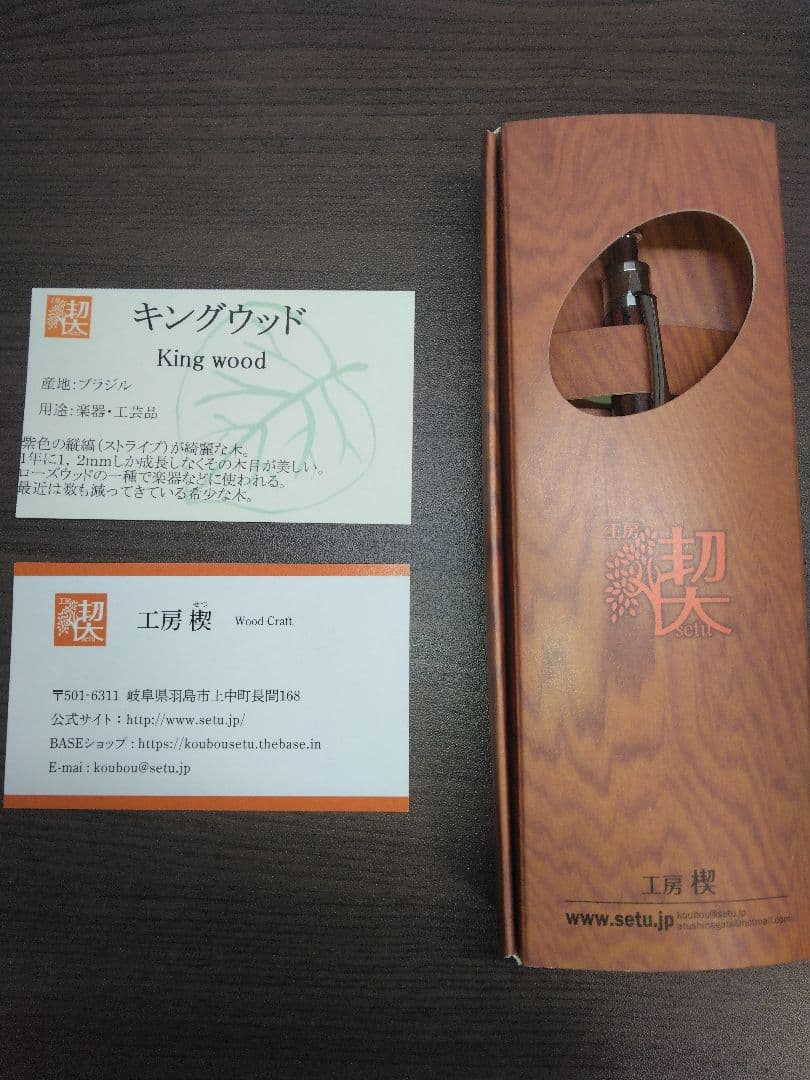 工房
楔
setu
キングウッド
King wood
産地:ブラジル
用途:楽器・工芸品
紫色の縦縞(ストライプ)が綺麗な木。
1年に1,2mmしか成長しなくその木目が美しい。
ローズウッドの一種で楽器などに使われる。
最近は数も減ってきている希少な木。
工房
楔
setu
せつ
工房 楔 Wood Craft
〒501-6311 岐阜県羽島市上中町長間168
公式サイト:http://www.setu.jp/
BASEショップ:https://koubousetu.thebase.in
E-mai:koubou@setu.jp
工房
楔
setu
工房 楔
www.setu.jp
koubou@setu.jp
atushinagata@hotmail.com